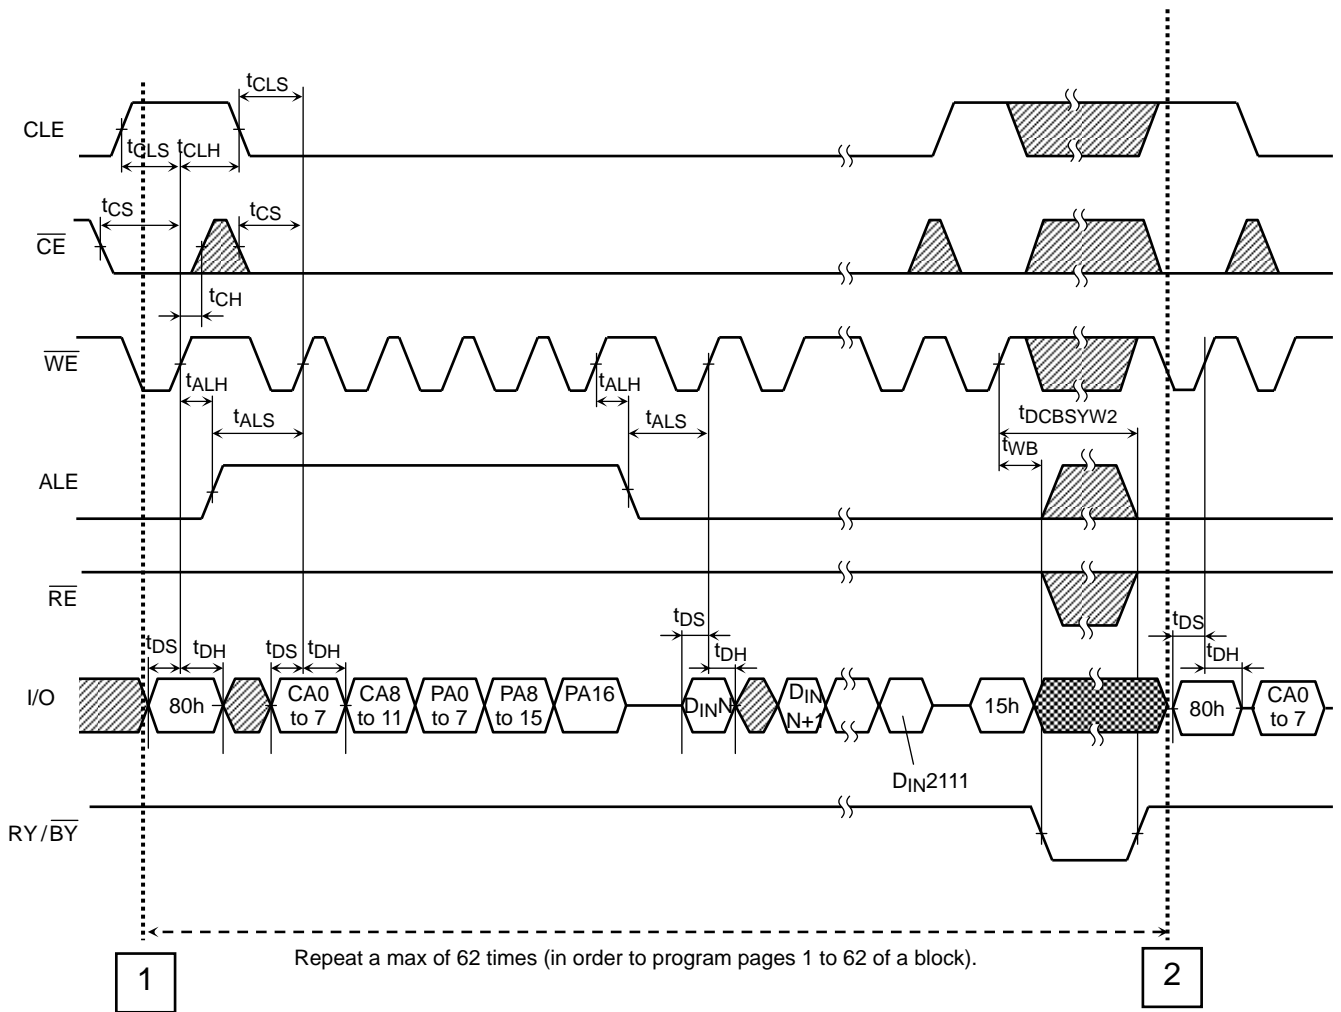 tCLS
CLE
tCLS tCLH
tCS tCS
CE
tCH
WE
tALH tALH
tALS tALS
tDCBSYW2
tWB
ALE
RE
tDS tDH tDS tDH tDS tDH tDS tDH
I/O
80h
CA0 to 7
CA8 to 11
PA0 to 7
PA8 to 15
PA16
DINN
DIN N+1
15h
80h
CA0 to 7
DIN2111
RY/BY
Repeat a max of 62 times (in order to program pages 1 to 62 of a block).
1
2